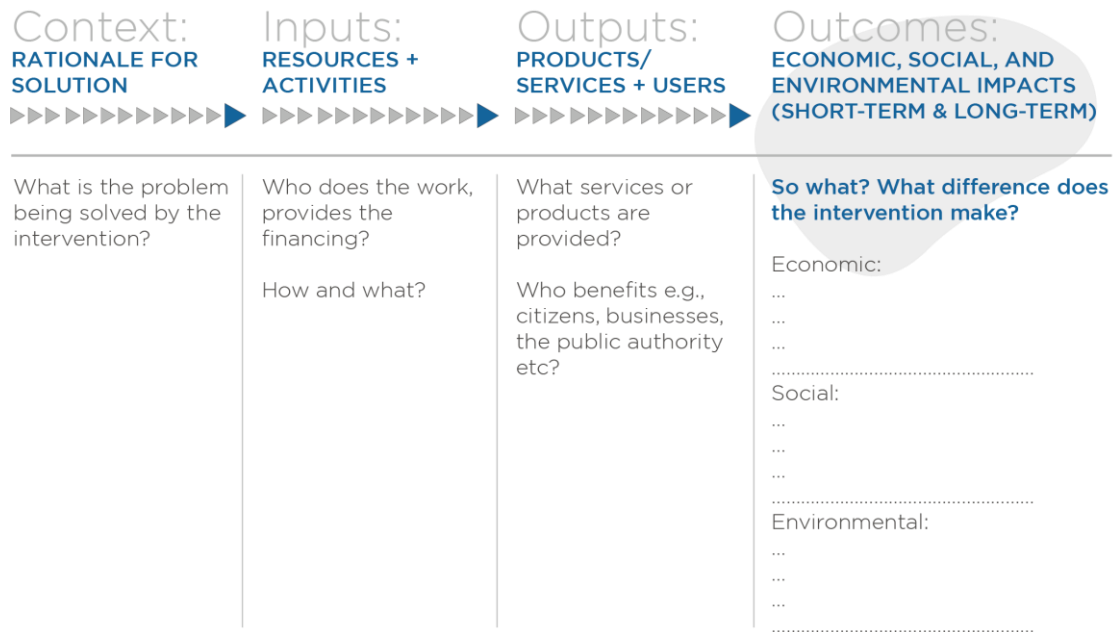 Context:
RATIONALE FOR
SOLUTION
What is the problem
being solved by the
intervention?
Inputs:
RESOURCES +
ACTIVITIES
Who does the work,
provides the
financing?
How and what?
Outputs:
PRODUCTS/
SERVICES + USERS
What services or
products are
provided?
Who benefits e.g.,
citizens, businesses,
the public authority
etc?
Outcomes:
ECONOMIC, SOCIAL, AND
ENVIRONMENTAL IMPACTS
(SHORT-TERM & LONG-TERM)
So what? What difference does
the intervention make?
Economic:
...
...
...
......................................................
Social:
...
...
...
......................................................
Environmental:
...
...
...
......................................................